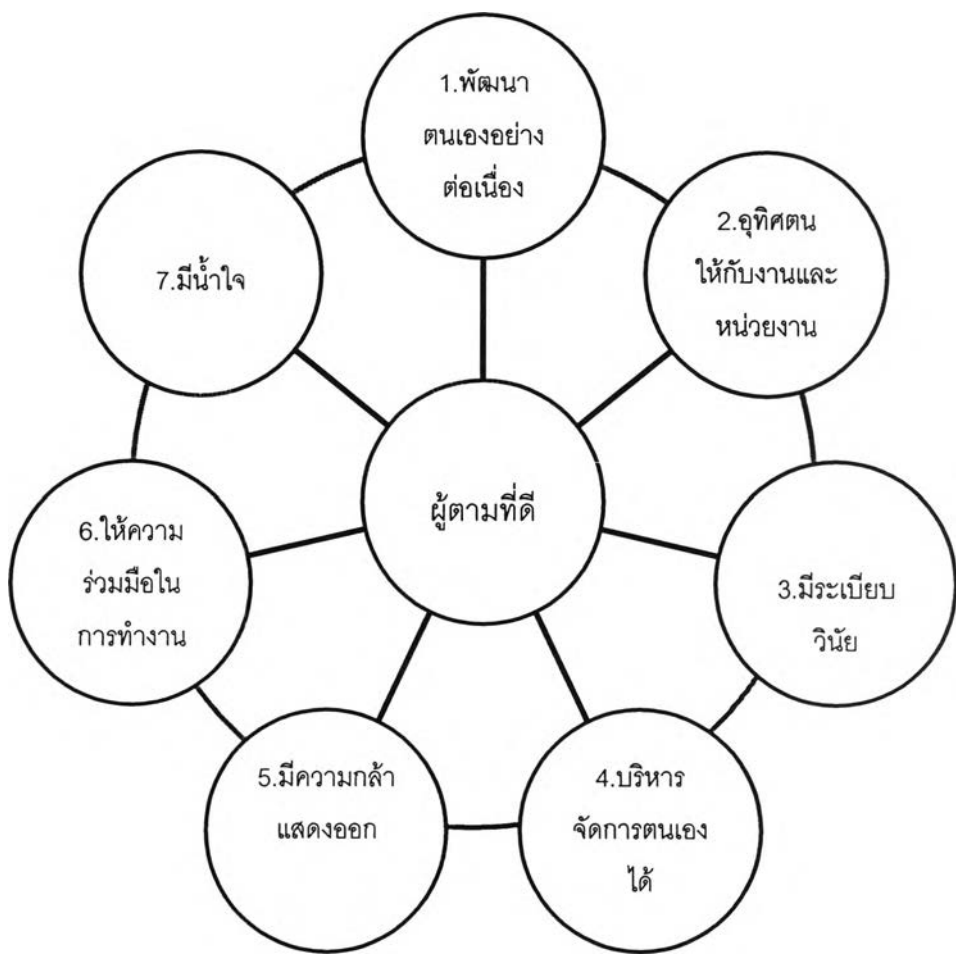 1.พัฒนา
ตนเองอย่าง
ต่อเนื่อง
2.อุทิศตน
ให้กับงานและ
หน่วยงาน
3.มีระเบียบ
วินัย
4.บริหาร
จัดการตนเอง
ได้
5.มีความกล้า
แสดงออก
6.ให้ความ
ร่วมมือใน
การทำงาน
7.มีน้ำใจ
ผู้ตามที่ดี